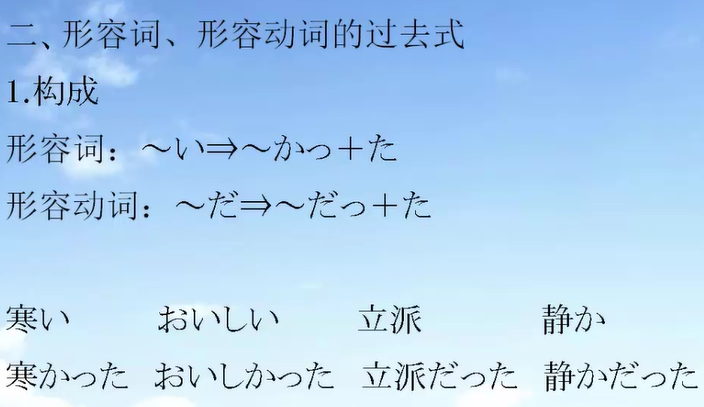 二、形容词、形容动词的过去式
1.构成
形容词：～い⇒～かっ＋た
形容动词：～だ⇒～だっ＋た
寒い おいしい 立派 静か
寒かった おいしかった 立派だった 静かだった